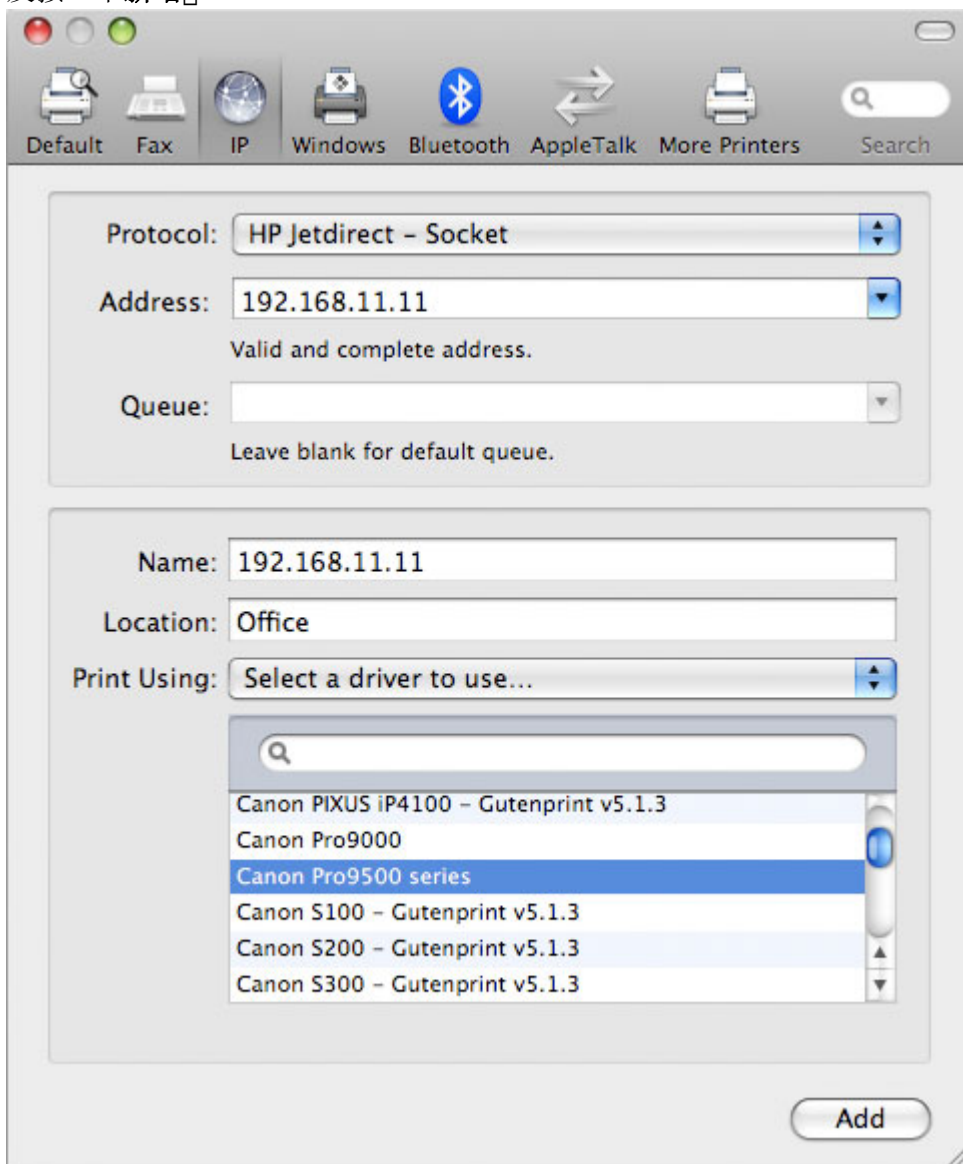 Default Fax IP Windows Bluetooth AppleTalk More Printers Search
Protocol: HP Jetdirect – Socket
Address: 192.168.11.11
Valid and complete address.
Queue:
Leave blank for default queue.
Name: 192.168.11.11
Location: Office
Print Using: Select a driver to use...
Canon PIXUS iP4100 – Gutenprint v5.1.3
Canon Pro9000
Canon Pro9500 series
Canon S100 – Gutenprint v5.1.3
Canon S200 – Gutenprint v5.1.3
Canon S300 – Gutenprint v5.1.3
Add